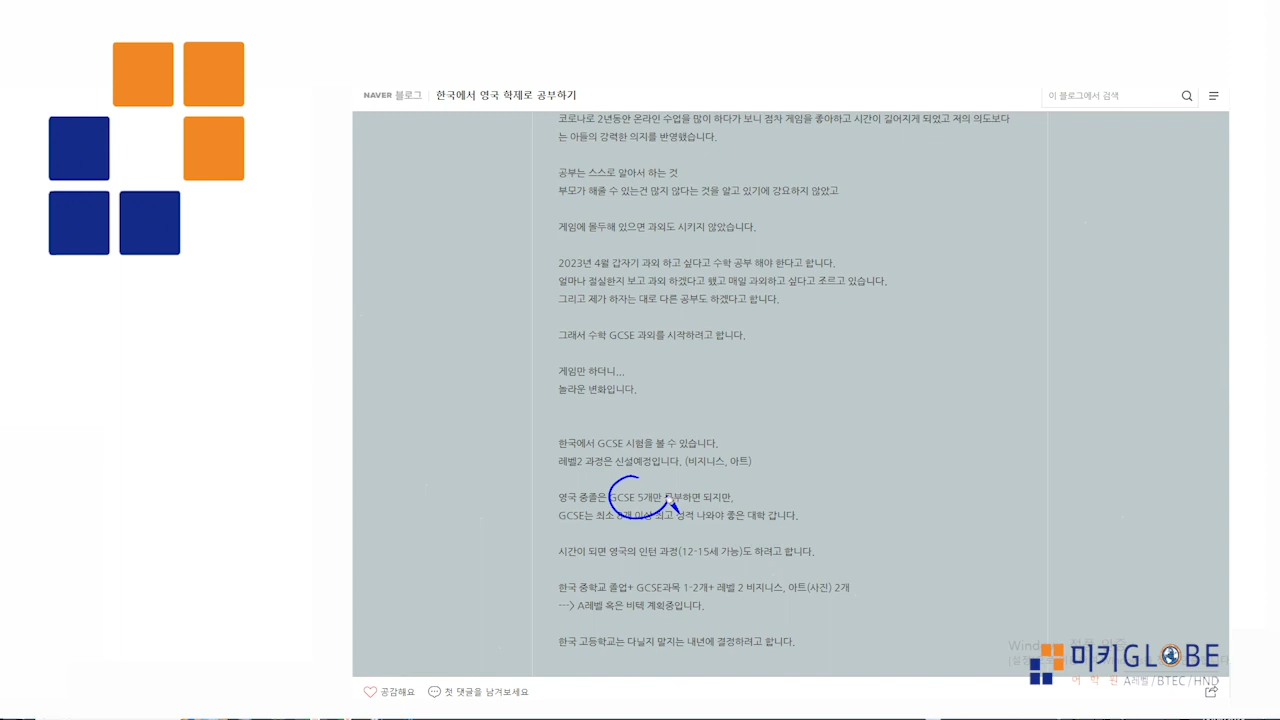 NAVER 블로그
한국에서 영국 학제로 공부하기
이 블로그에서 검색
코로나로 2년동안 온라인 수업을 많이 하다가 보니 점차 게임을 좋아하고 시간이 길어지게 되었고 저의 의도보다
는 아들의 강력한 의지를 반영했습니다.
공부는 스스로 알아서 하는 것
부모가 해줄 수 있는건 많지 않다는 것을 알고 있기에 강요하지 않았고
게임에 몰두해 있으면 과외도 시키지 않았습니다.
2023년 4월 갑자기 과외 하고 싶다고 수학 공부 해야 한다고 합니다.
얼마나 절실한지 보고 과외 하겠다고 했고 매일 과외하고 싶다고 조르고 있습니다.
그리고 제가 하자는 대로 다른 공부도 하겠다고 합니다.
그래서 수학 GCSE 과외를 시작하려고 합니다.
게임만 하더니...
놀라운 변화입니다.
한국에서 GCSE 시험을 볼 수 있습니다.
레벨2 과정은 신설예정입니다. (비지니스, 아트)
영국 중졸은 GCSE 5개만 공부하면 되지만,
GCSE는 최소 8개 이상 최고 성적 나와야 좋은 대학 갑니다.
시간이 되면 영국의 인턴 과정(12-15세 가능)도 하려고 합니다.
한국 중학교 졸업+ GCSE과목 1-2개+ 레벨 2 비지니스, 아트(사진) 2개
---> A레벨 혹은 비텍 계획중입니다.
한국 고등학교는 다닐지 말지는 내년에 결정하려고 합니다.
미키GLOBE
어학원 A레벨/BTEC/HND
공감해요
첫 댓글을 남겨보세요